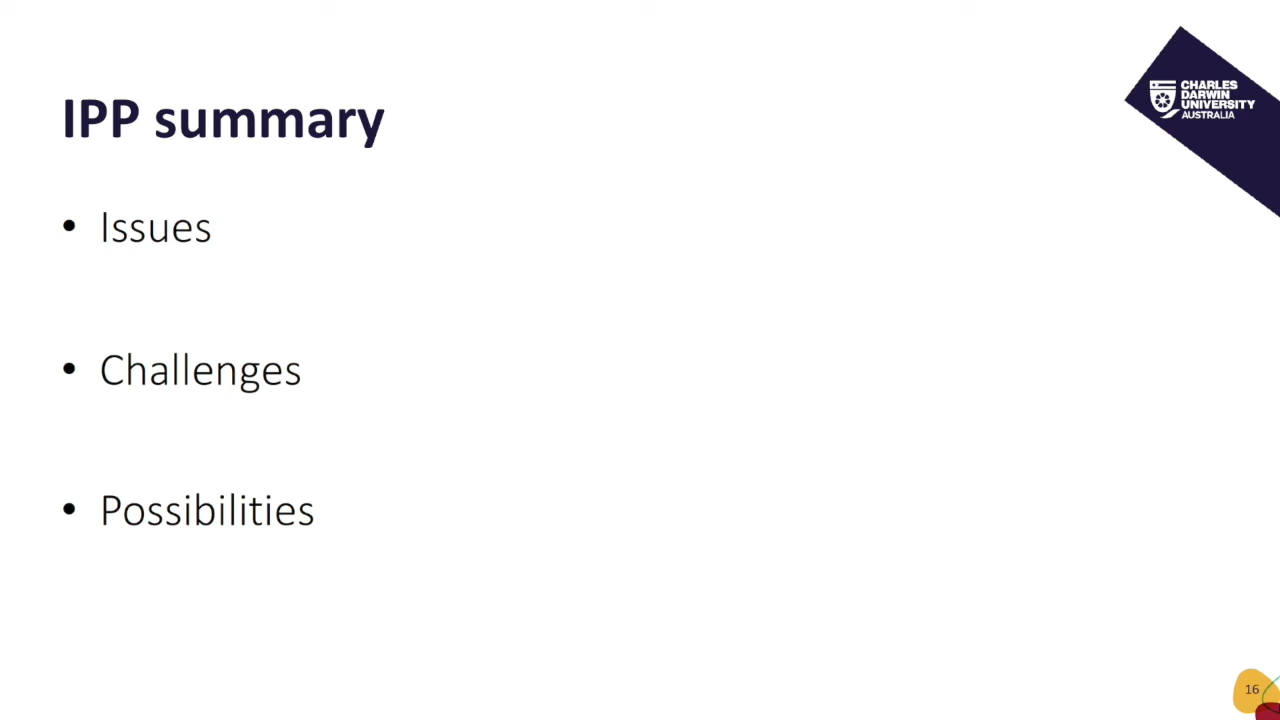 IPP summary
CHARLES
DARWIN
UNIVERSITY
AUSTRALIA
• Issues
• Challenges
• Possibilities
16